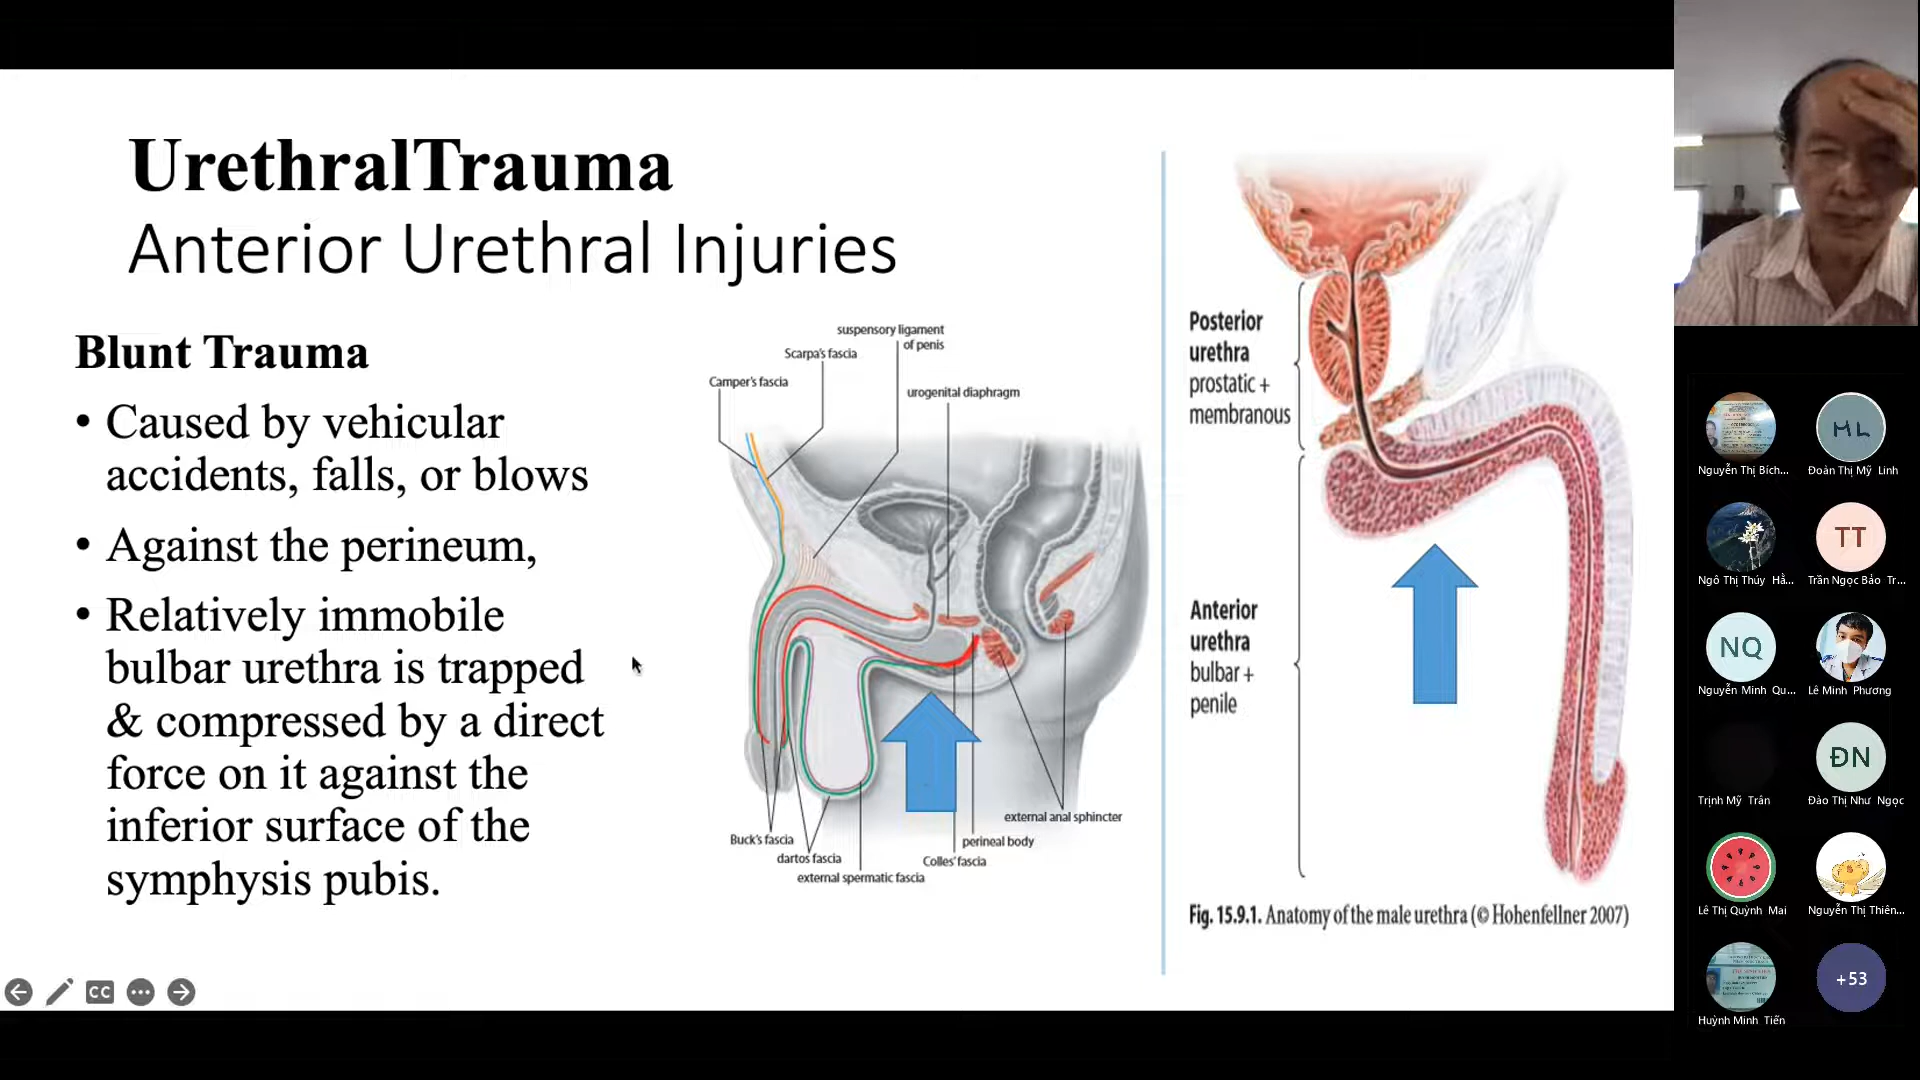 UrethralTrauma
Anterior Urethral Injuries
Blunt Trauma
• Caused by vehicular
accidents, falls, or blows
• Against the perineum,
• Relatively immobile
bulbar urethra is trapped
& compressed by a direct
force on it against the
inferior surface of the
symphysis pubis.
suspensory ligament
of penis
Scarpa's fascia
Camper's fascia
urogenital diaphragm
external anal sphincter
Buck's fascia
perineal body
dartos fascia
Colles' fascia
external spermatic fascia
Posterior
urethra
prostatic +
membranous
Anterior
urethra
bulbar +
penile
Fig. 15.9.1. Anatomy of the male urethra (© Hohenfellner 2007)
CC
Nguyễn Thị Bích...
ML
Đoàn Thị Mỹ Linh
Ngô Thị Thúy Hằ...
TT
Trần Ngọc Bảo Tr...
NQ
Nguyễn Minh Qu...
Lê Minh Phương
Trịnh Mỹ Trân
ĐN
Đào Thị Như Ngọc
Lê Thị Quỳnh Mai
Nguyễn Thị Thiên...
Huỳnh Minh Tiến
+53